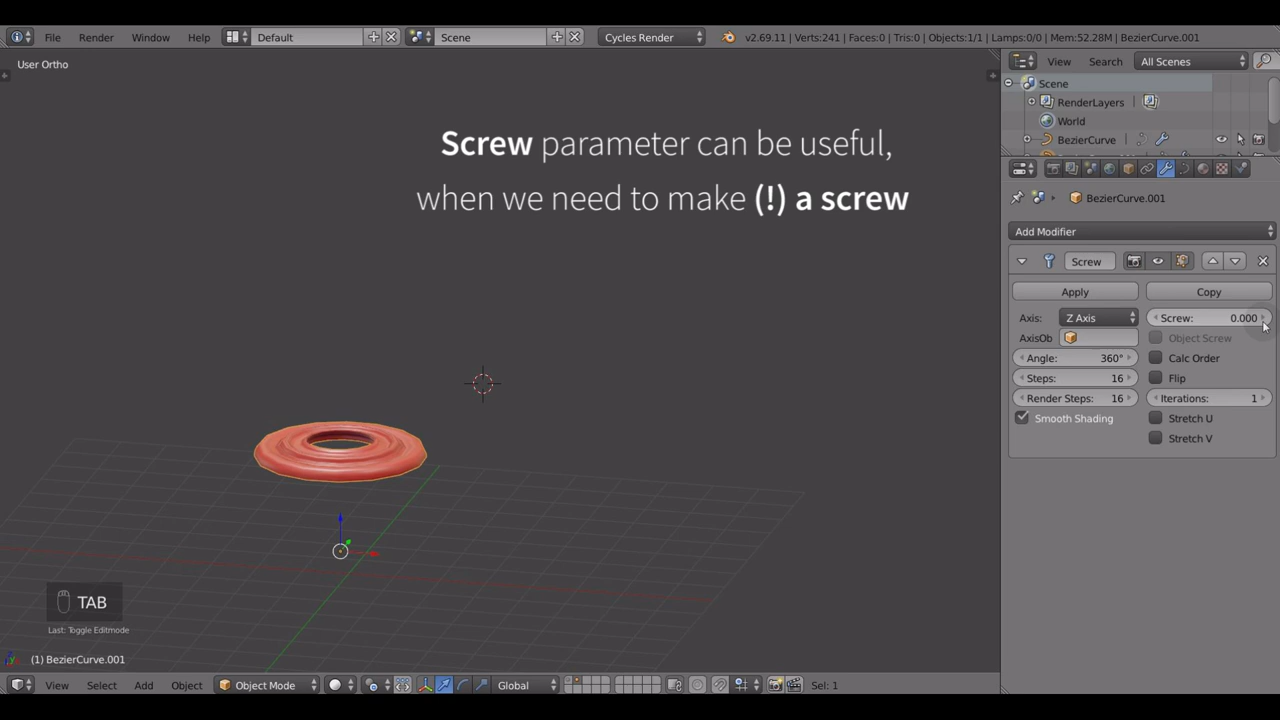 File Render Window Help Default Scene Cycles Render v2.69.11 | Verts:241 | Faces:0 | Tris:0 | Objects:1/1 | Lamps:0/0 | Mem:52.28M | BezierCurve.001
User Ortho
View Search All Scenes
Scene
RenderLayers
World
BezierCurve
Screw parameter can be useful,
when we need to make (!) a screw
BezierCurve.001
Add Modifier
Screw
Apply Copy
Axis: Z Axis Screw: 0.000
AxisOb Object Screw
Angle: 360° Calc Order
Steps: 16 Flip
Render Steps: 16 Iterations: 1
Smooth Shading Stretch U
Stretch V
TAB
Last: Toggle Editmode
(1) BezierCurve.001
View Select Add Object Object Mode Global Sel: 1